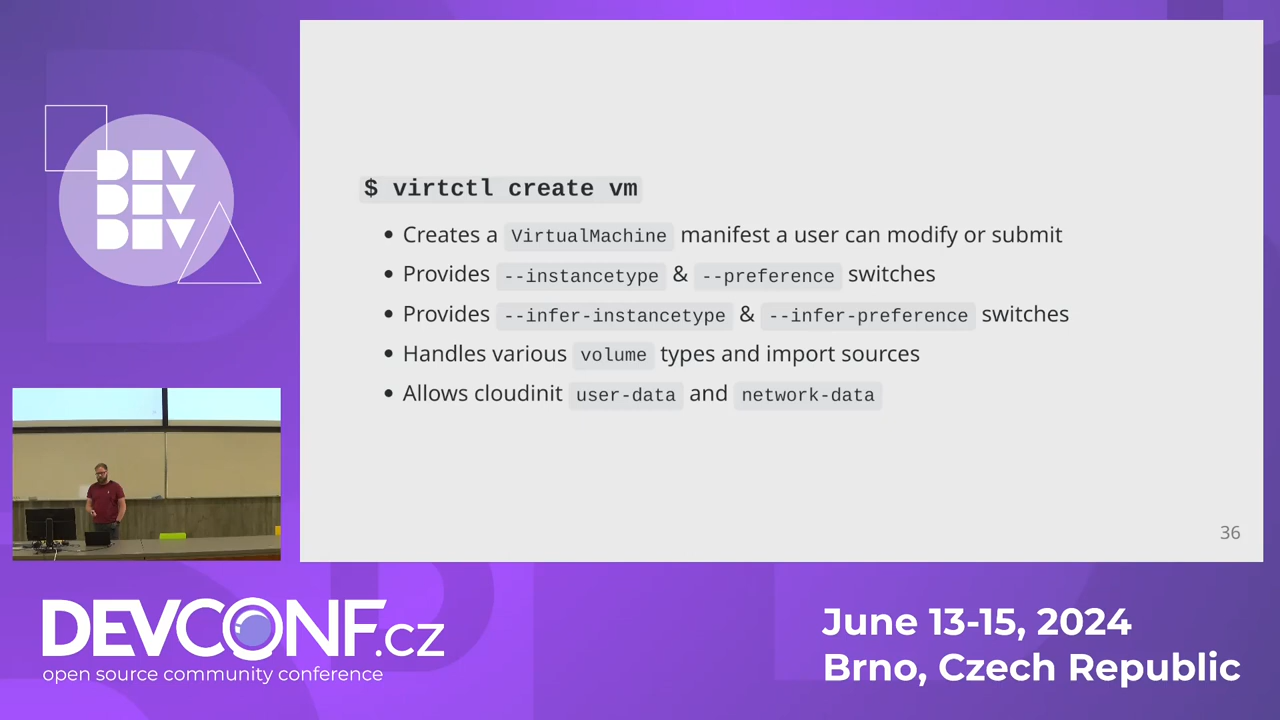 DEV
DEV
DEV
$ virtctl create vm
• Creates a VirtualMachine manifest a user can modify or submit
• Provides --instancetype & --preference switches
• Provides --infer-instancetype & --infer-preference switches
• Handles various volume types and import sources
• Allows cloudinit user-data and network-data
36
DEVCONF.cz
open source community conference
June 13-15, 2024
Brno, Czech Republic